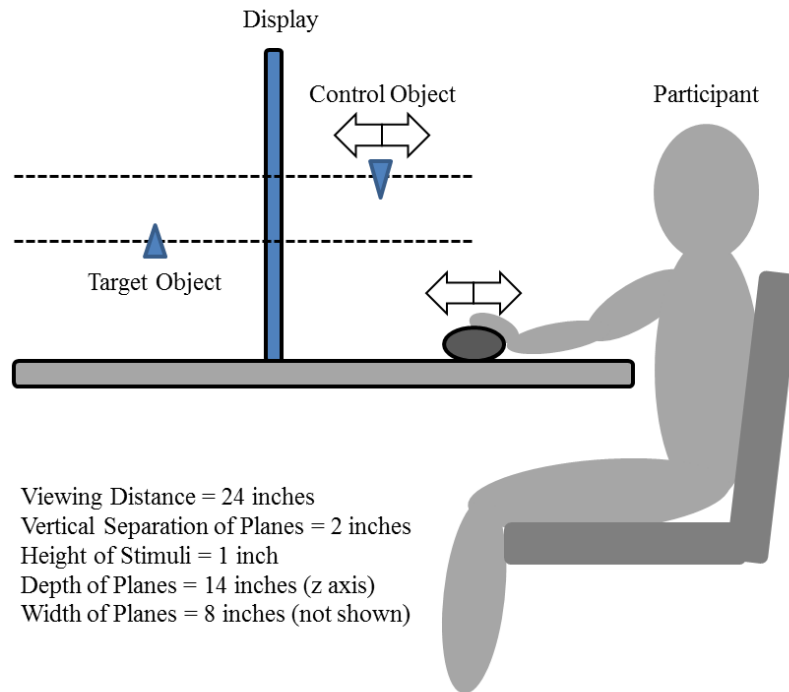 Display
Control Object
Participant
Target Object
Viewing Distance = 24 inches
Vertical Separation of Planes = 2 inches
Height of Stimuli = 1 inch
Depth of Planes = 14 inches (z axis)
Width of Planes = 8 inches (not shown)